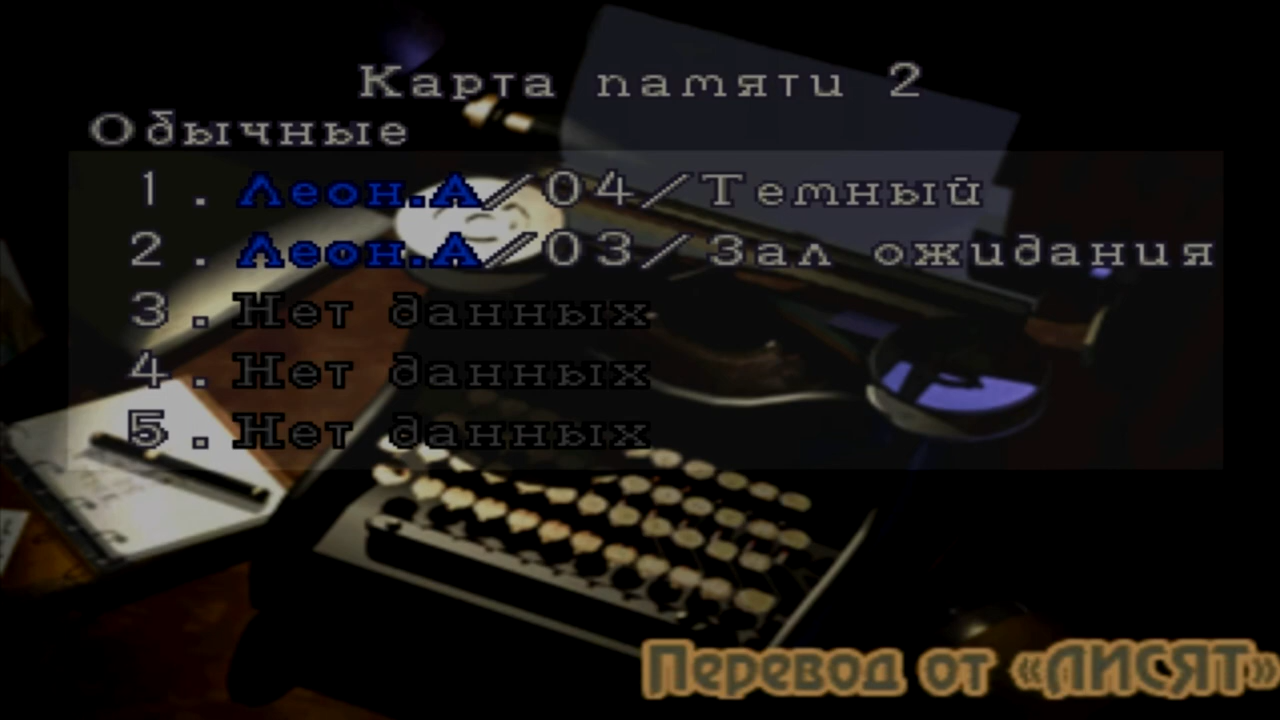 Карта памяти 2
Обычные
1. Леон.А/04/Темный
2. Леон.А/03/Зал ожидания
3. Нет данных
4. Нет данных
5. Нет данных
Перевод от «ЛИСЯТ»